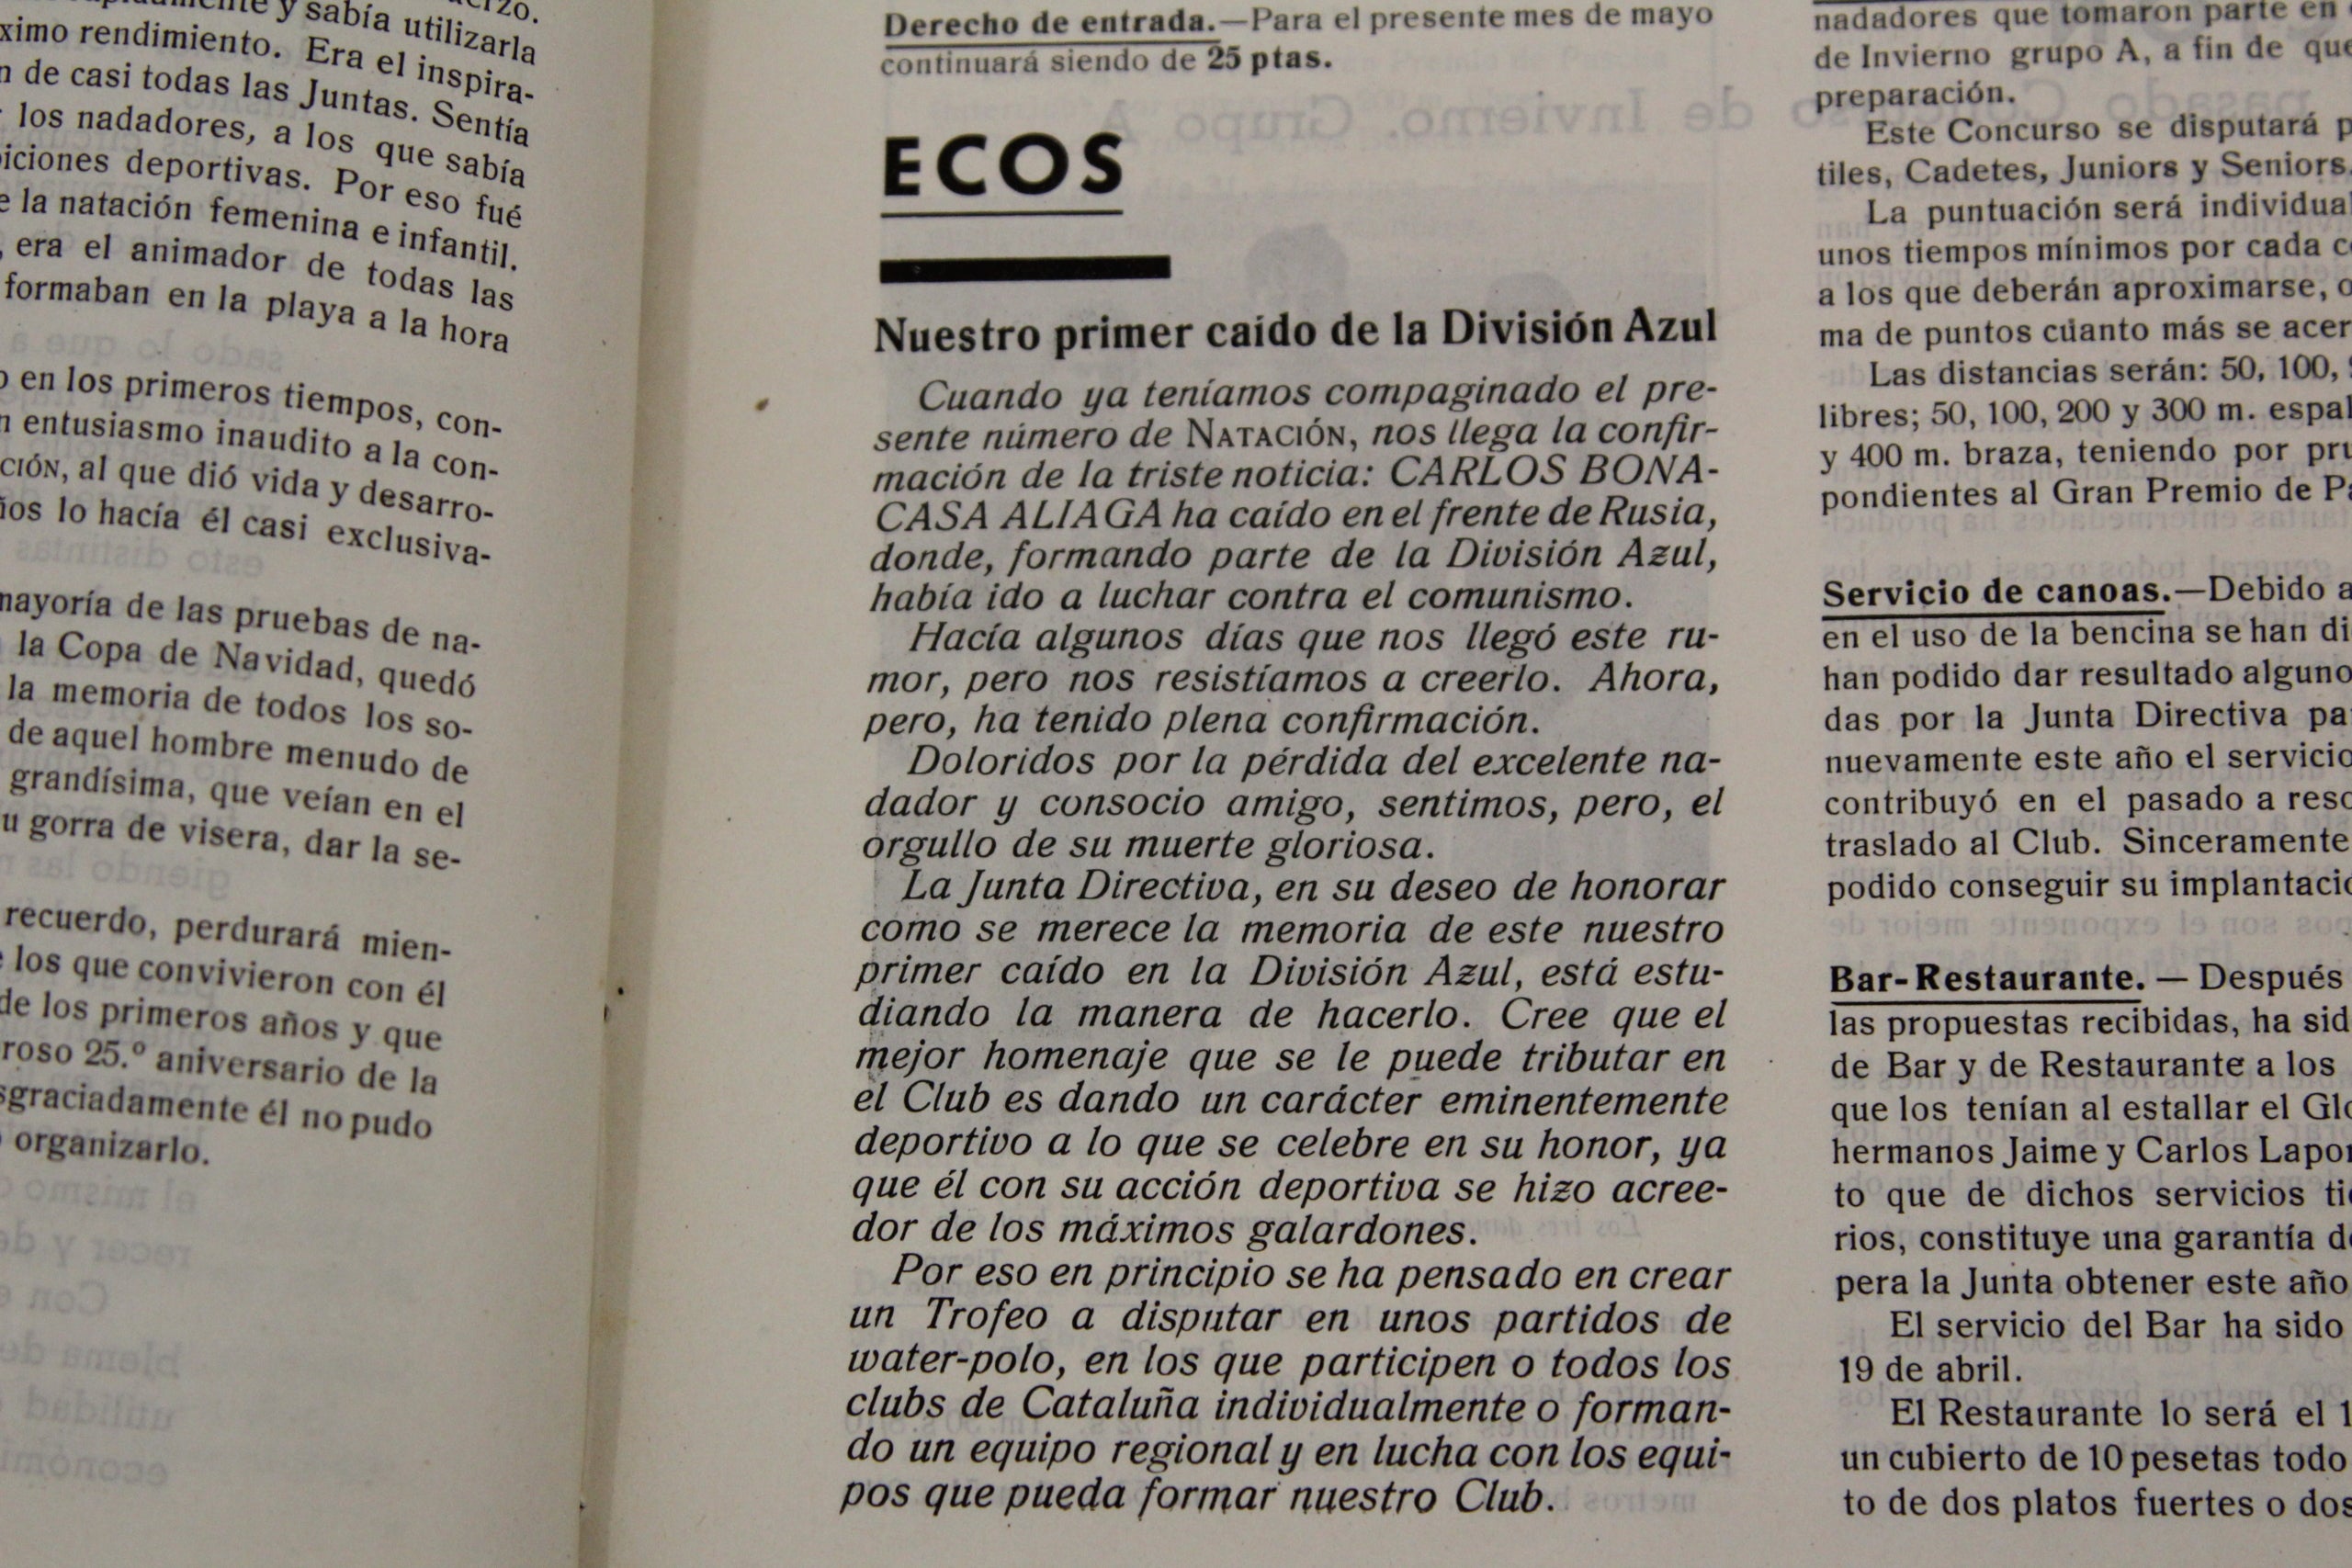 y sabía utilizarla
rendimiento. Era el inspira-
de casi todas las Juntas. Sentía
los nadadores, a los que sabía
deportivas. Por eso fué
la natación femenina e infantil.
era el animador de todas las
formaban en la playa a la hora
en los primeros tiempos, con-
entusiasmo inaudito a la con-
CIÓN, al que dió vida y desarro-
lo hacía él casi exclusiva-
mayoría de las pruebas de na-
la Copa de Navidad, quedó
la memoria de todos los so-
de aquel hombre menudo de
grandísima, que veían en el
gorra de visera, dar la se-
recuerdo, perdurará mien-
los que convivieron con él
de los primeros años y que
roso 25.º aniversario de la
sgraciadamente él no pudo
organizarlo.
Derecho de entrada.—Para el presente mes de mayo
continuará siendo de 25 ptas.
ECOS
Nuestro primer caído de la División Azul
Cuando ya teníamos compaginado el pre-
sente número de NATACIÓN, nos llega la confir-
mación de la triste noticia: CARLOS BONA-
CASA ALIAGA ha caído en el frente de Rusia,
donde, formando parte de la División Azul,
había ido a luchar contra el comunismo.
Hacía algunos días que nos llegó este ru-
mor, pero nos resistíamos a creerlo. Ahora,
pero, ha tenido plena confirmación.
Doloridos por la pérdida del excelente na-
dador y consocio amigo, sentimos, pero, el
orgullo de su muerte gloriosa.
La Junta Directiva, en su deseo de honorar
como se merece la memoria de este nuestro
primer caído en la División Azul, está estu-
diando la manera de hacerlo. Cree que el
mejor homenaje que se le puede tributar en
el Club es dando un carácter eminentemente
deportivo a lo que se celebre en su honor, ya
que él con su acción deportiva se hizo acree-
dor de los máximos galardones.
Por eso en principio se ha pensado en crear
un Trofeo a disputar en unos partidos de
water-polo, en los que participen o todos los
clubs de Cataluña individualmente o forman-
do un equipo regional y en lucha con los equi-
pos que pueda formar nuestro Club.
nadadores que tomaron parte en
de Invierno grupo A, a fin de que
preparación.
Este Concurso se disputará p
tiles, Cadetes, Juniors y Seniors.
La puntuación será individual
unos tiempos mínimos por cada
a los que deberán aproximarse,
ma de puntos cuanto más se acer
Las distancias serán: 50, 100,
libres; 50, 100, 200 y 300 m. espal
y 400 m. braza, teniendo por pru
pondientes al Gran Premio de
Servicio de canoas.—Debido a
en el uso de la bencina se han di
han podido dar resultado alguno
das por la Junta Directiva pa
nuevamente este año el servicio
contribuyó en el pasado a reso
traslado al Club. Sinceramente
podido conseguir su implantació
Bar-Restaurante. — Después
las propuestas recibidas, ha sid
de Bar y de Restaurante a los
que los tenían al estallar el Glo
hermanos Jaime y Carlos Lapor
to que de dichos servicios tie
rios, constituye una garantía de
pera la Junta obtener este año
El servicio del Bar ha sido
19 de abril.
El Restaurante lo será el 1
un cubierto de 10 pesetas todo
to de dos platos fuertes o dos